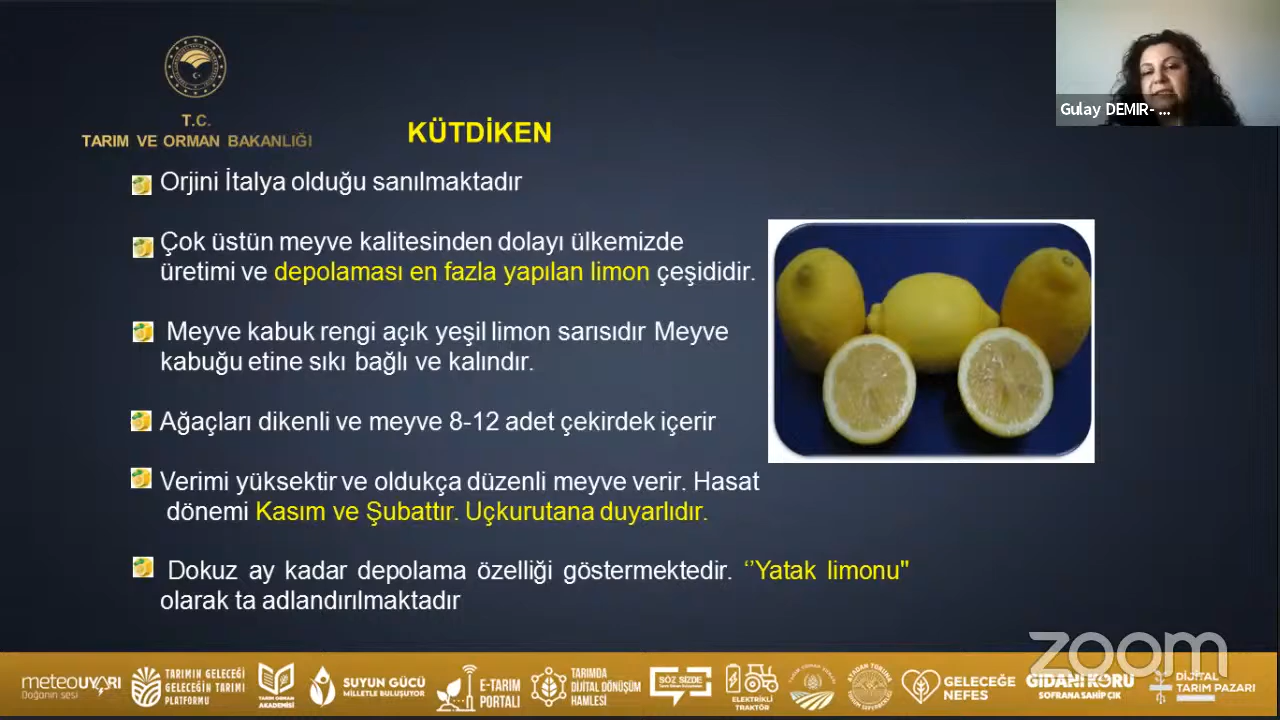 Gulay DEMIR- ...
T.C.
TARIM VE ORMAN BAKANLIĞI
KÜTDİKEN
Orjini İtalya olduğu sanılmaktadır
Çok üstün meyve kalitesinden dolayı ülkemizde
üretimi ve depolaması en fazla yapılan limon çeşididir.
Meyve kabuk rengi açık yeşil limon sarısıdır Meyve
kabuğu etine sıkı bağlı ve kalındır.
Ağaçları dikenli ve meyve 8-12 adet çekirdek içerir
Verimi yüksektir ve oldukça düzenli meyve verir. Hasat
dönemi Kasım ve Şubattır. Uçkurutana duyarlıdır.
Dokuz ay kadar depolama özelliği göstermektedir. ‘’Yatak limonu"
olarak ta adlandırılmaktadır
zoom
meteoUYARI
Doğanın sesi
TARIMIN GELECEĞİ
GELECEĞİN TARIMI
PLATFORMU
TARIM ORMAN
AKADEMİSİ
SUYUN GÜCÜ
MİLLETLE BULUŞUYOR
E-TARIM
PORTALI
TARIMDA
DİJİTAL DÖNÜŞÜM
HAMLESİ
SÖZ SİZDE
ELEKTRİKLİ
TRAKTÖR
GELECEĞE
NEFES
GIDANI KORU
SOFRANA SAHİP ÇIK
DİJİTAL
TARIM PAZARI